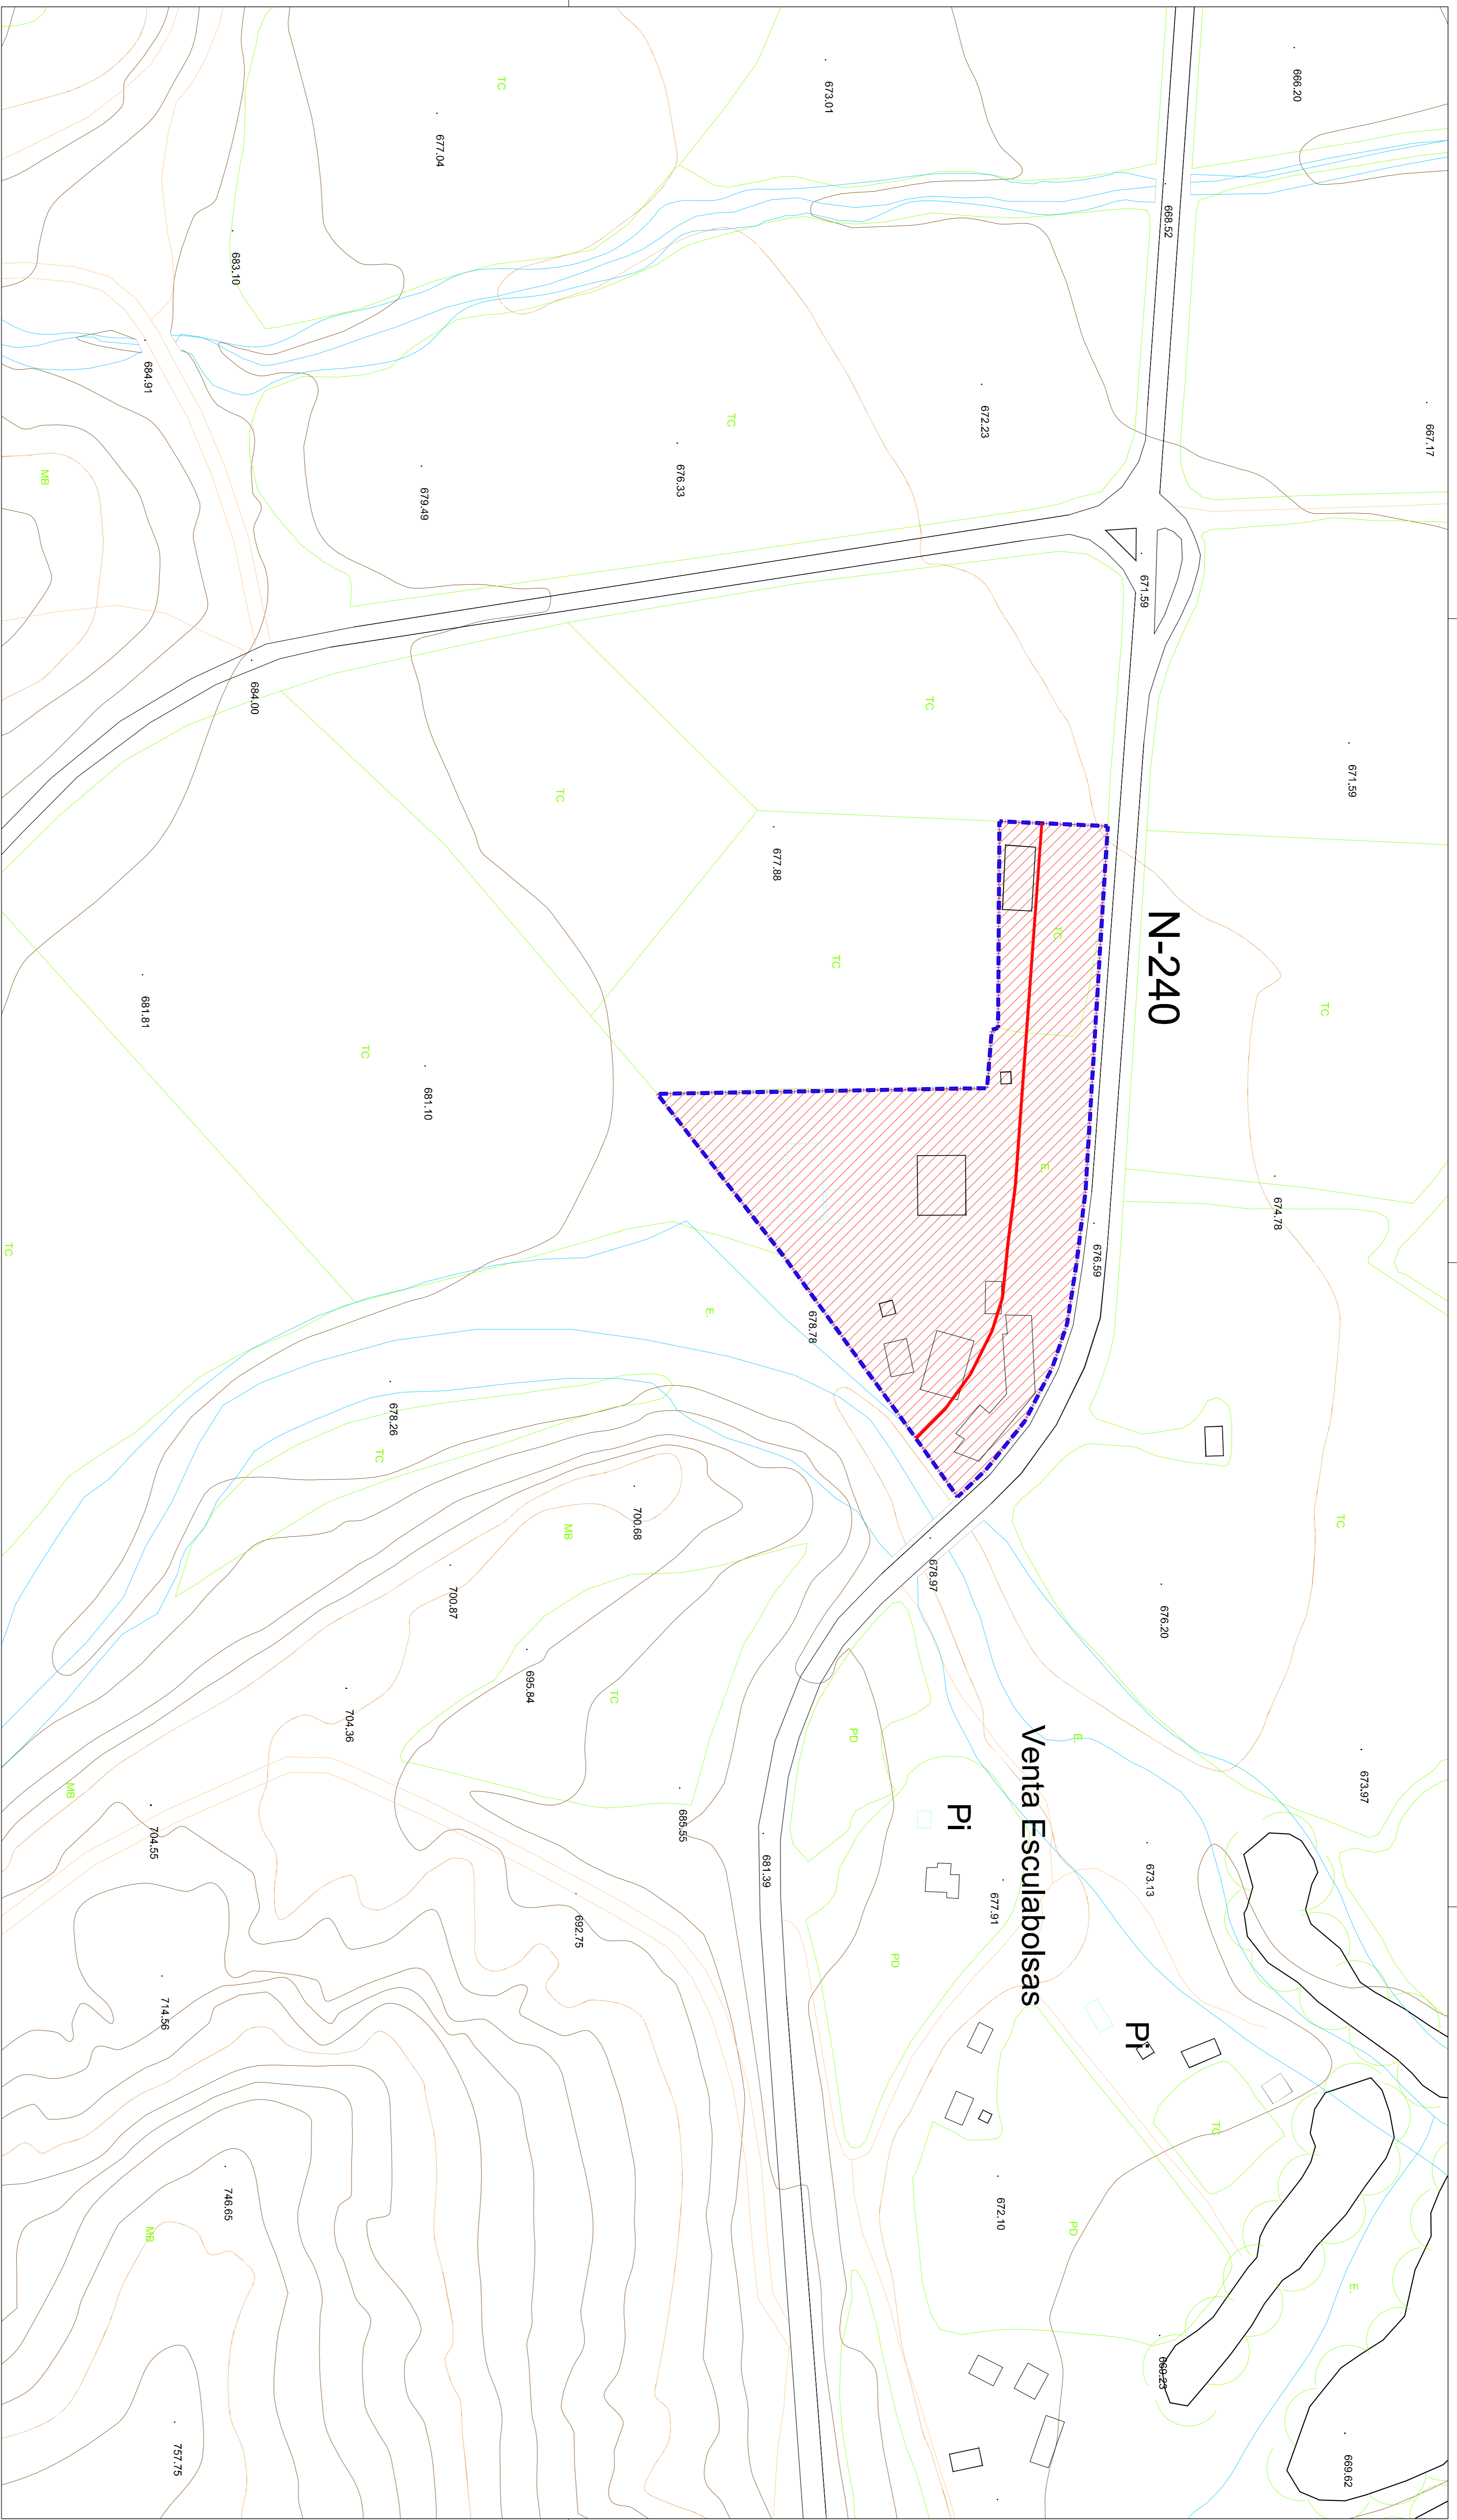 666.20
667.17
671.59
674.78
673.97
669.62
668.52
671.59
N-240
676.59
676.20
673.13
669.23
673.01
672.23
677.88
678.78
678.97
Venta Esculabolsas
Pi
Pi
677.91
672.10
677.04
676.33
679.49
681.10
678.26
700.68
700.87
695.84
685.55
681.39
692.75
683.10
684.91
684.00
681.81
704.36
704.55
714.56
746.65
757.75
TC
TC
TC
TC
TC
TC
TC
TC
TC
TC
TC
TC
TC
TC
E.
E.
E.
E.
MB
MB
MB
MB
PD
PD
PD